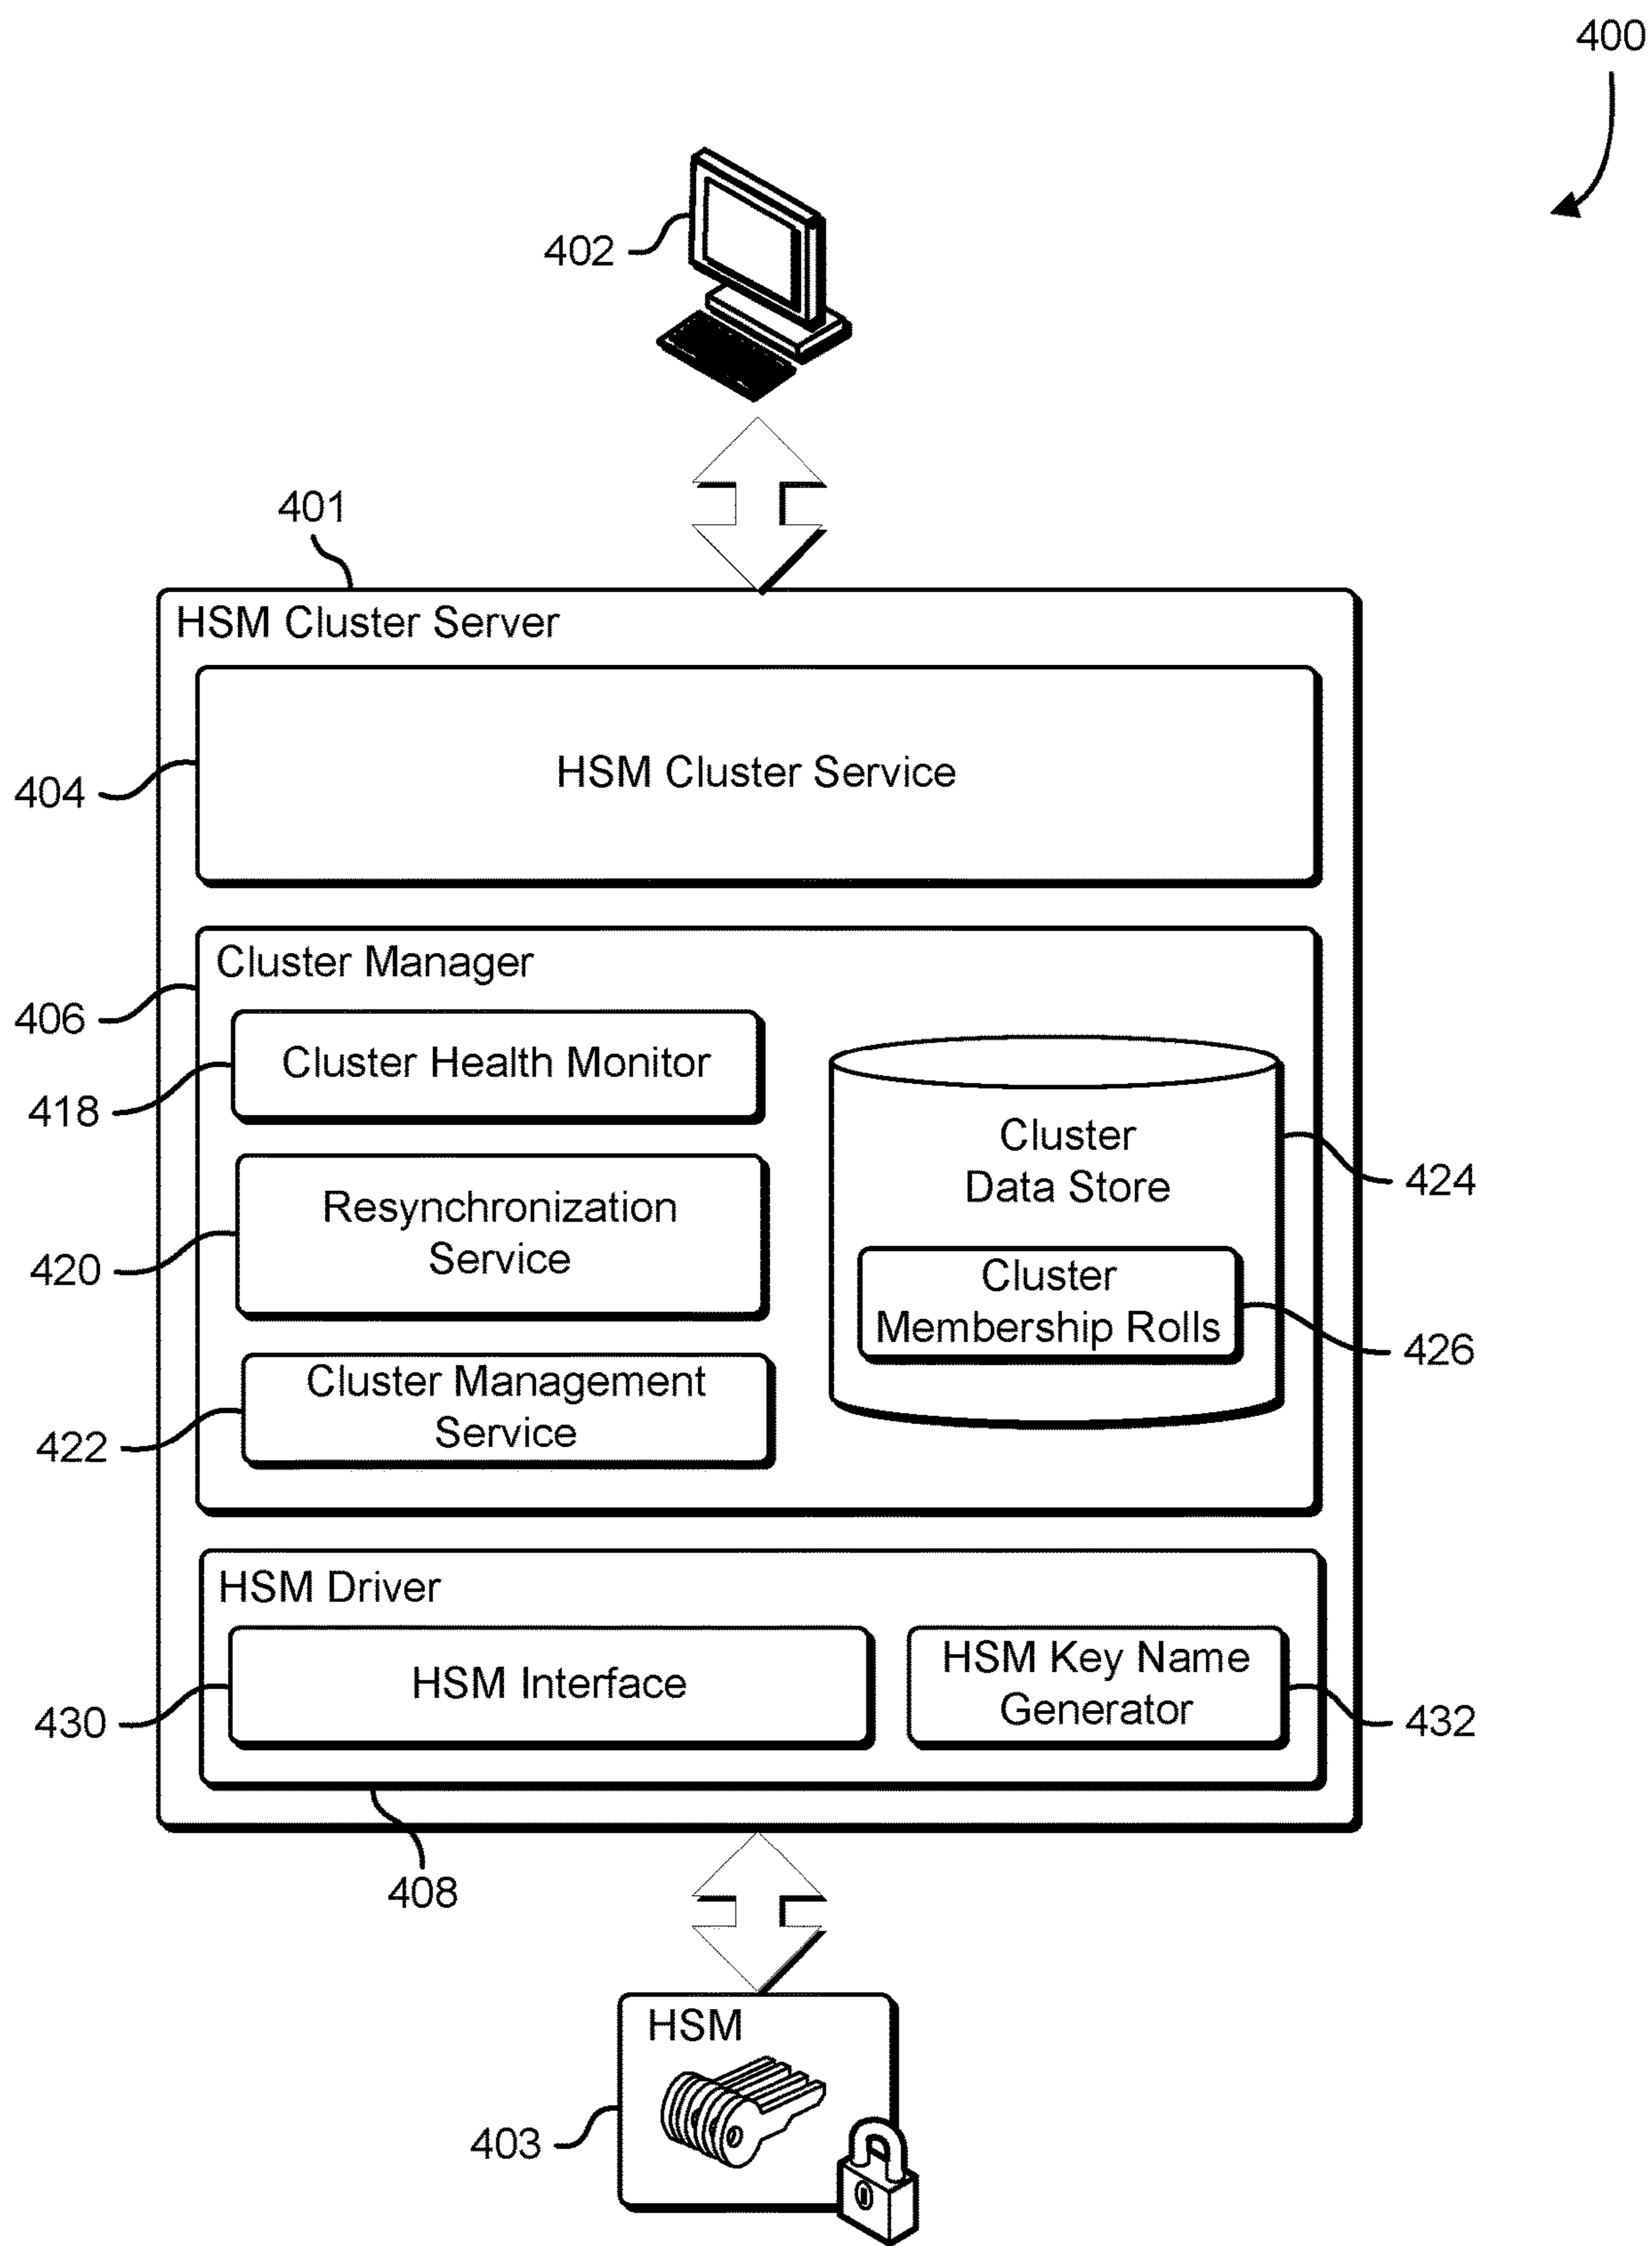 400
402
401
HSM Cluster Server
HSM Cluster Service
404
Cluster Manager
406
Cluster Health Monitor
418
Cluster
Data Store
424
Resynchronization
Service
420
Cluster
Membership Rolls
426
Cluster Management
Service
422
HSM Driver
HSM Interface
430
HSM Key Name
Generator
432
408
HSM
403